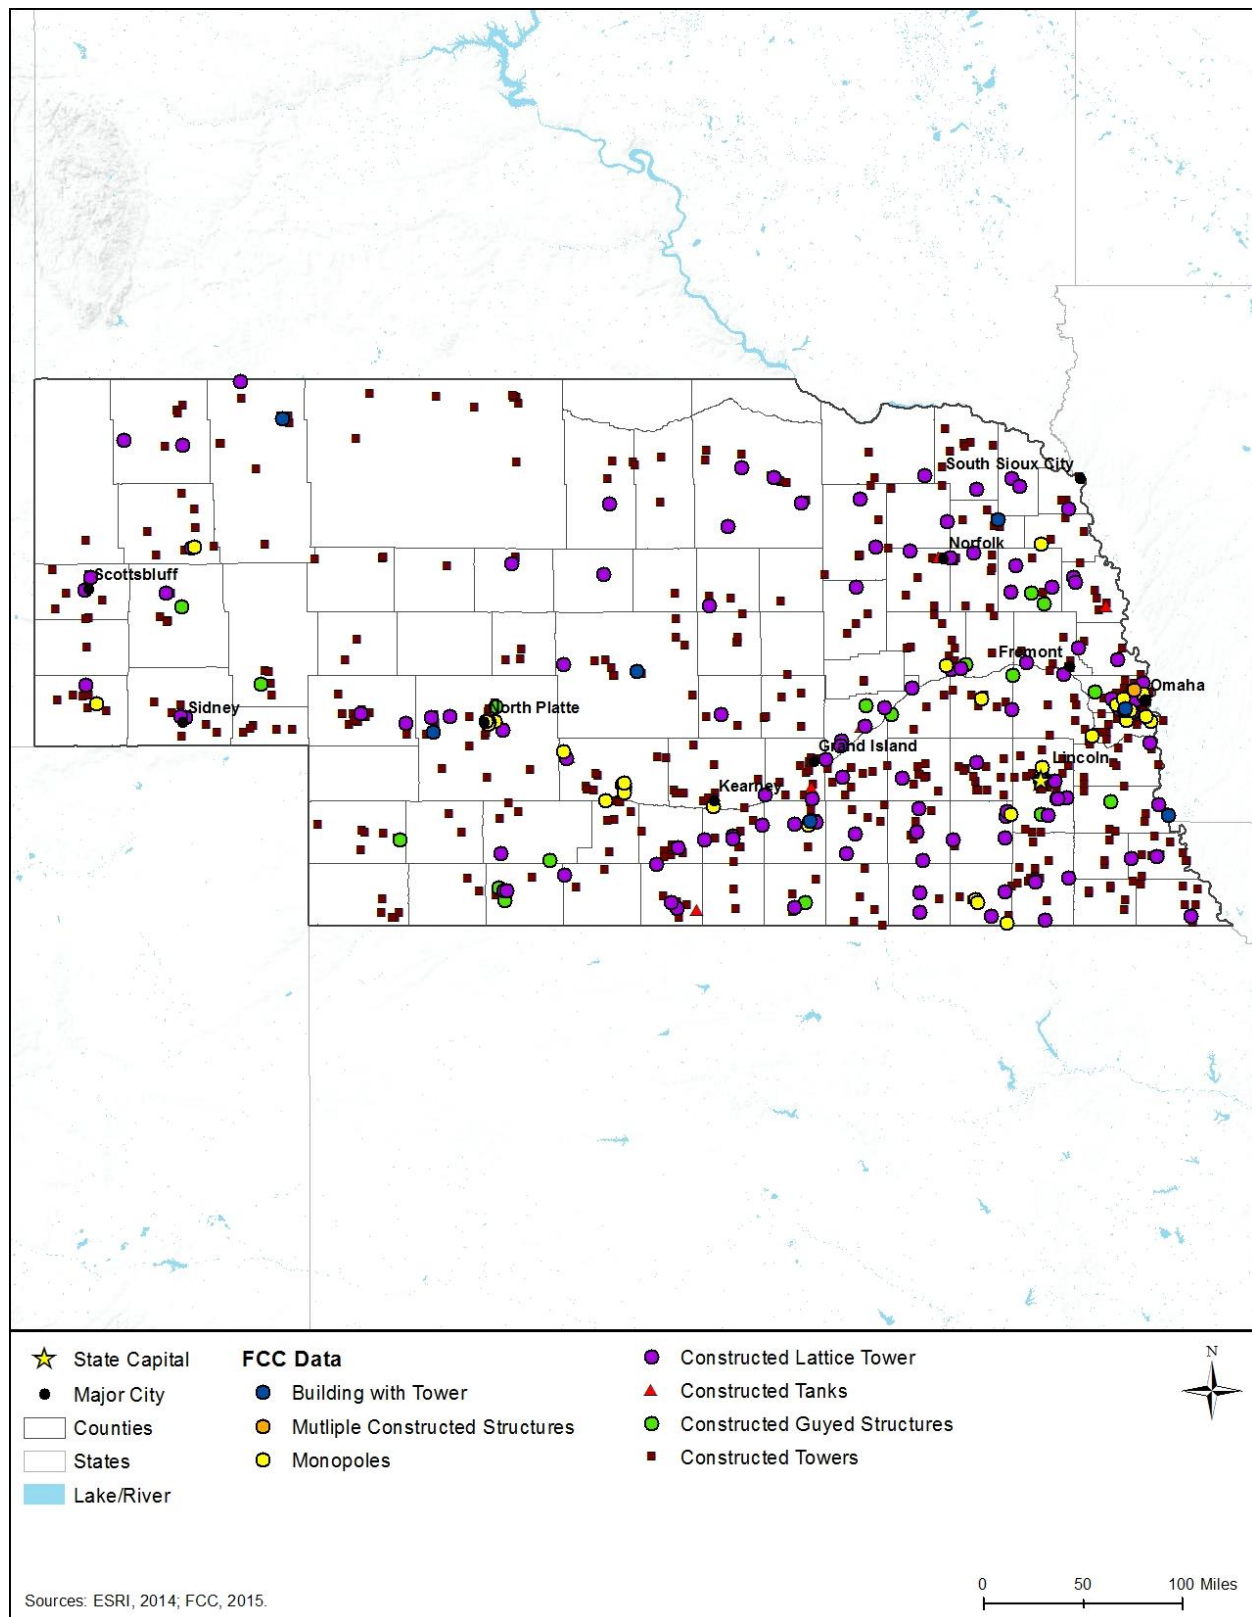 South Sioux City
Norfolk
Scottsbluff
Fremont
Omaha
Sidney
North Platte
Grand Island
Lincoln
Kearney
State Capital
Major City
Counties
States
Lake/River
FCC Data
Building with Tower
Mutliple Constructed Structures
Monopoles
Constructed Lattice Tower
Constructed Tanks
Constructed Guyed Structures
Constructed Towers
N
Sources: ESRI, 2014; FCC, 2015.
0 50 100 Miles